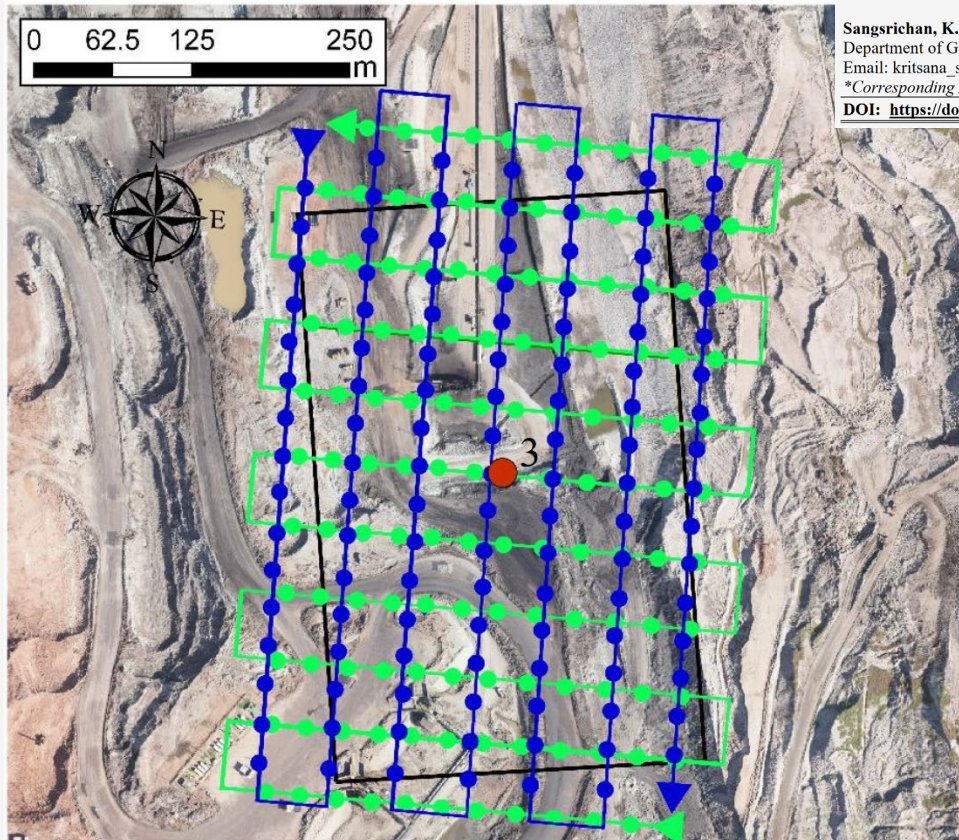 0 62.5 125 250
m
Sangsrichan, K.
Department of G
Email: kritsana_s
*Corresponding
DOI: https://do
N
W E
S
3